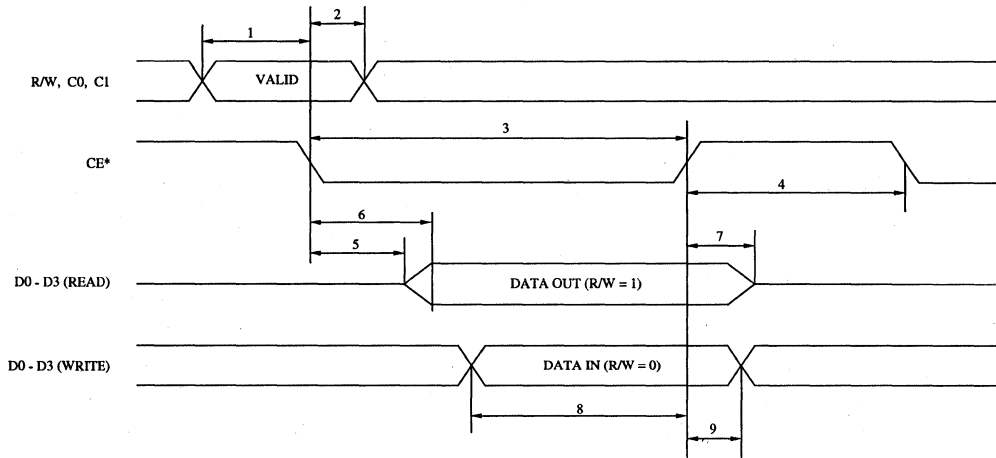 2
1
R/W, C0, C1
VALID
3
CE*
4
6
5
7
D0 - D3 (READ)
DATA OUT (R/W = 1)
D0 - D3 (WRITE)
DATA IN (R/W = 0)
8
9